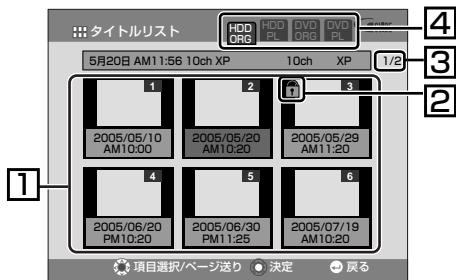 タイトルリスト
HDD ORG
HDD PL
DVD ORG
DVD PL
4
5月20日 AM11:56 10ch XP 10ch XP 1/2
3
2
1
1 2 3
2005/05/10 AM10:00
2005/05/20 AM10:20
2005/05/29 AM11:20
4 5 6
2005/06/20 PM10:20
2005/06/30 PM11:25
2005/07/19 AM10:20
項目選択/ページ送り 決定 戻る